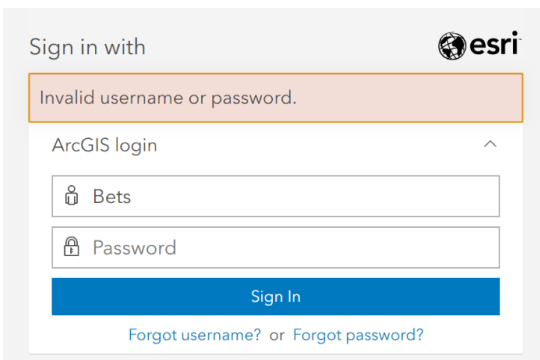 Sign in with
esri
Invalid username or password.
ArcGIS login
Bets
Password
Sign In
Forgot username? or Forgot password?